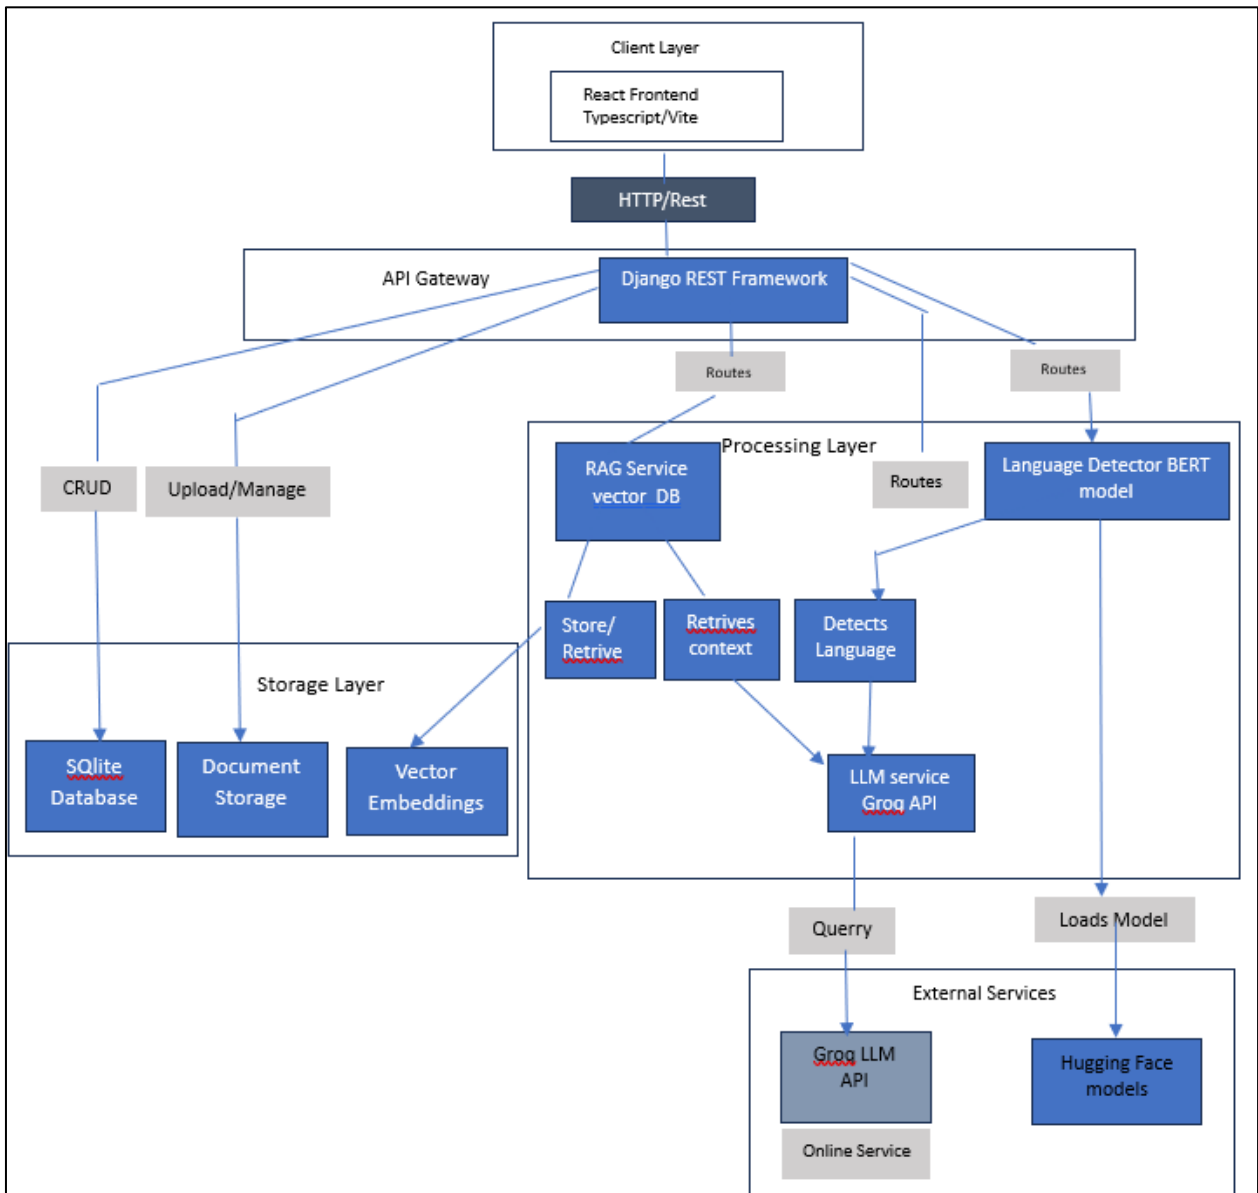 Client Layer
React Frontend
Typescript/Vite
HTTP/Rest
API Gateway
Django REST Framework
Routes
Routes
Processing Layer
RAG Service
vector_DB
Language Detector BERT
model
CRUD
Upload/Manage
Routes
Store/
Retrive
Retrives
context
Detects
Language
Storage Layer
SQlite
Database
Document
Storage
Vector
Embeddings
LLM service
Groq API
Querry
Loads Model
External Services
Groq LLM
API
Hugging Face
models
Online Service